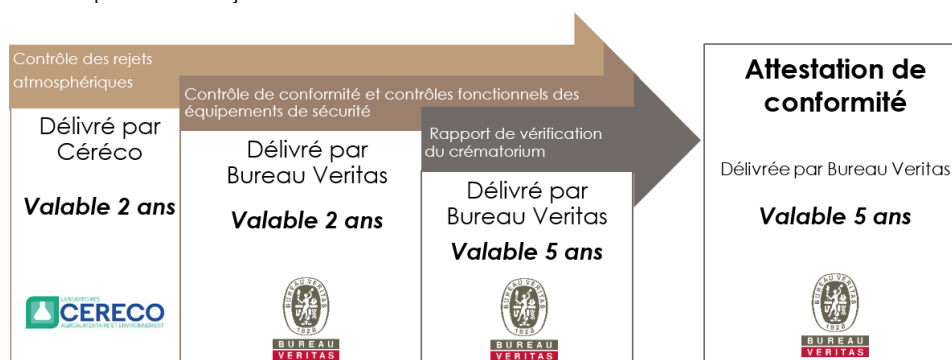 Contrôle des rejets
atmosphériques
Délivré par
Céréco
Valable 2 ans
LABORATOIRES
CERECO
AGROALIMENTAIRE ET ENVIRONNEMENT
Contrôle de conformité et contrôles fonctionnels des
équipements de sécurité
Délivré par
Bureau Veritas
Valable 2 ans
BUREAU VERITAS
1828
BUREAU
VERITAS
Rapport de vérification
du crématorium
Délivré par
Bureau Veritas
Valable 5 ans
BUREAU VERITAS
1828
BUREAU
VERITAS
Attestation de
conformité
Délivrée par Bureau Veritas
Valable 5 ans
BUREAU VERITAS
1828
BUREAU
VERITAS